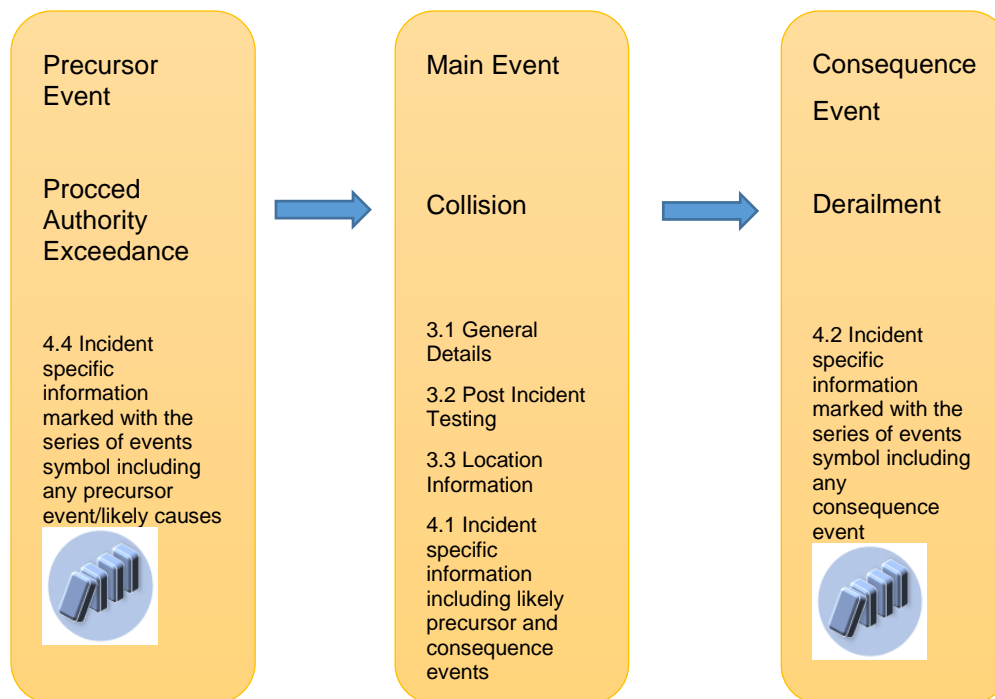 Precursor
Event
Procced
Authority
Exceedance
4.4 Incident
specific
information
marked with the
series of events
symbol including
any precursor
event/likely causes
Main Event
Collision
3.1 General
Details
3.2 Post Incident
Testing
3.3 Location
Information
4.1 Incident
specific
information
including likely
precursor and
consequence
events
Consequence
Event
Derailment
4.2 Incident
specific
information
marked with the
series of events
symbol including
any
consequence
event